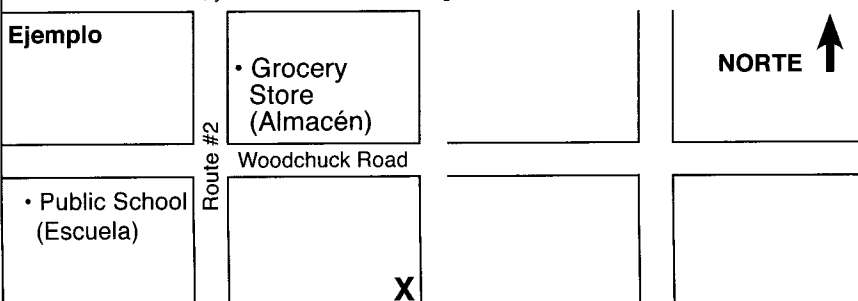 Ejemplo
• Grocery
Store
(Almacén)
NORTE
Route #2
Woodchuck Road
• Public School
(Escuela)
X